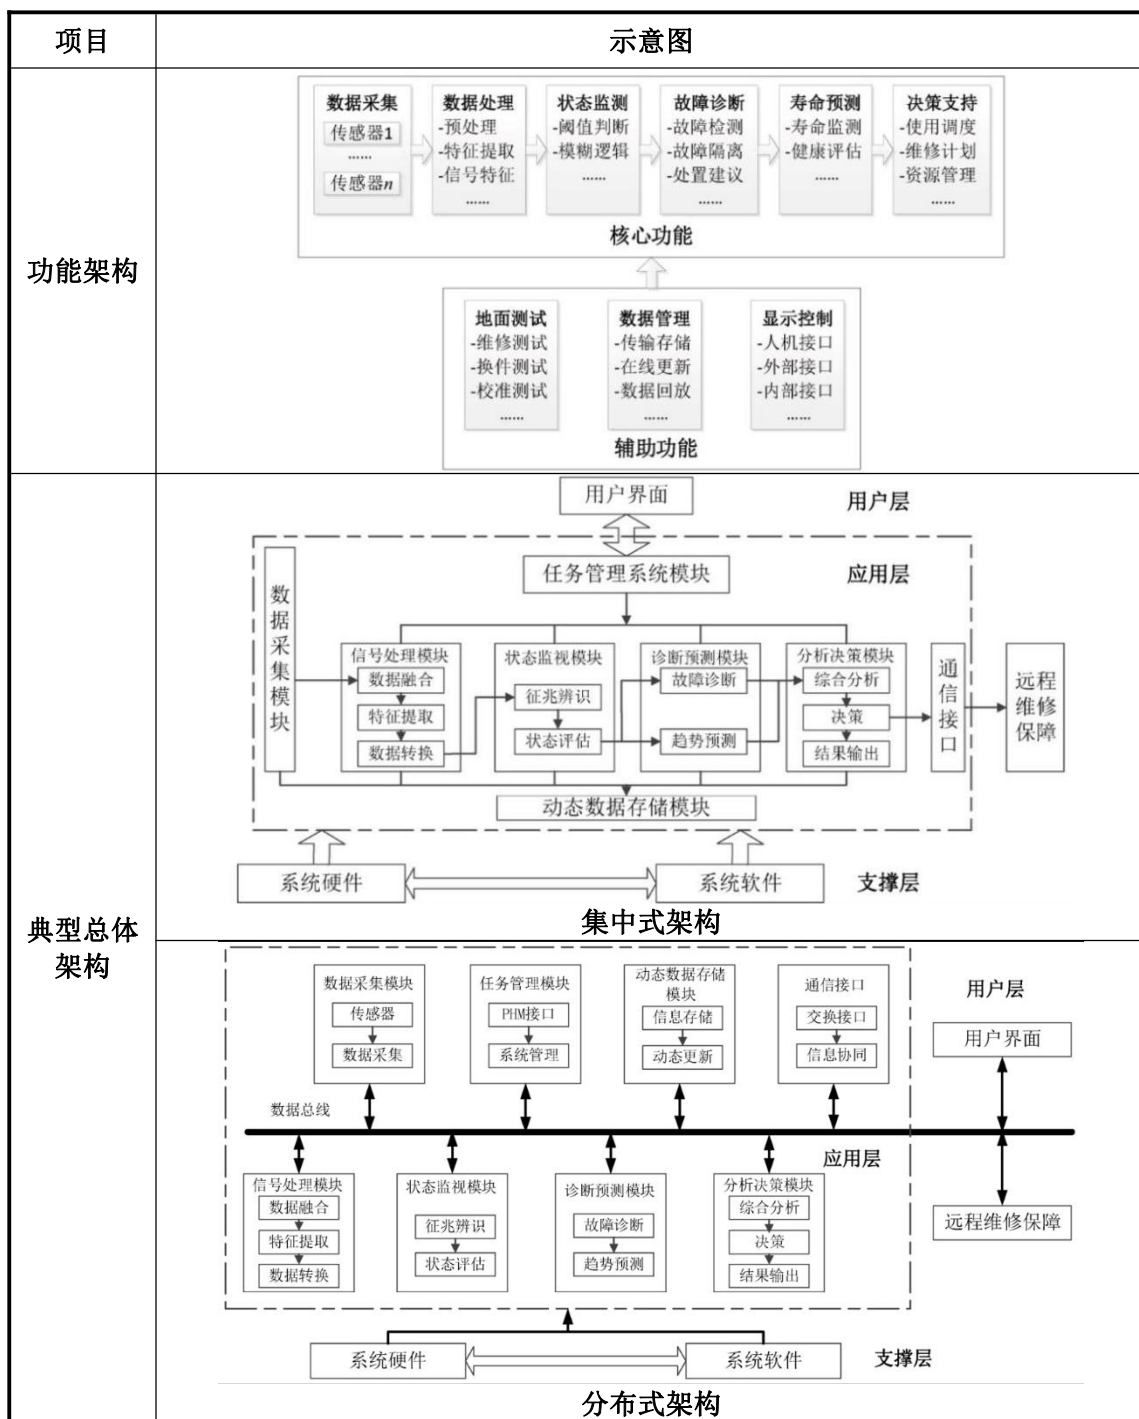 项目
示意图
功能架构
数据采集
传感器1
......
传感器n
数据处理
-预处理
-特征提取
-信号特征
......
状态监测
-阈值判断
-模糊逻辑
......
故障诊断
-故障检测
-故障隔离
-处置建议
......
寿命预测
-寿命监测
-健康评估
......
决策支持
-使用调度
-维修计划
-资源管理
......
核心功能
地面测试
-维修测试
-换件测试
-校准测试
......
数据管理
-传输存储
-在线更新
-数据回放
......
显示控制
-人机接口
-外部接口
-内部接口
......
辅助功能
典型总体
架构
用户界面
用户层
任务管理系统模块
应用层
数据采集模块
信号处理模块
数据融合
特征提取
数据转换
状态监视模块
征兆辨识
状态评估
诊断预测模块
故障诊断
趋势预测
分析决策模块
综合分析
决策
结果输出
通信接口
远程
维修
保障
动态数据存储模块
系统硬件
系统软件
支撑层
集中式架构
数据采集模块
传感器
数据采集
任务管理模块
PHM接口
系统管理
动态数据存储
模块
信息存储
动态更新
通信接口
交换接口
信息协同
用户层
用户界面
数据总线
应用层
信号处理模块
数据融合
特征提取
数据转换
状态监视模块
征兆辨识
状态评估
诊断预测模块
故障诊断
趋势预测
分析决策模块
综合分析
决策
结果输出
远程维修保障
系统硬件
系统软件
支撑层
分布式架构